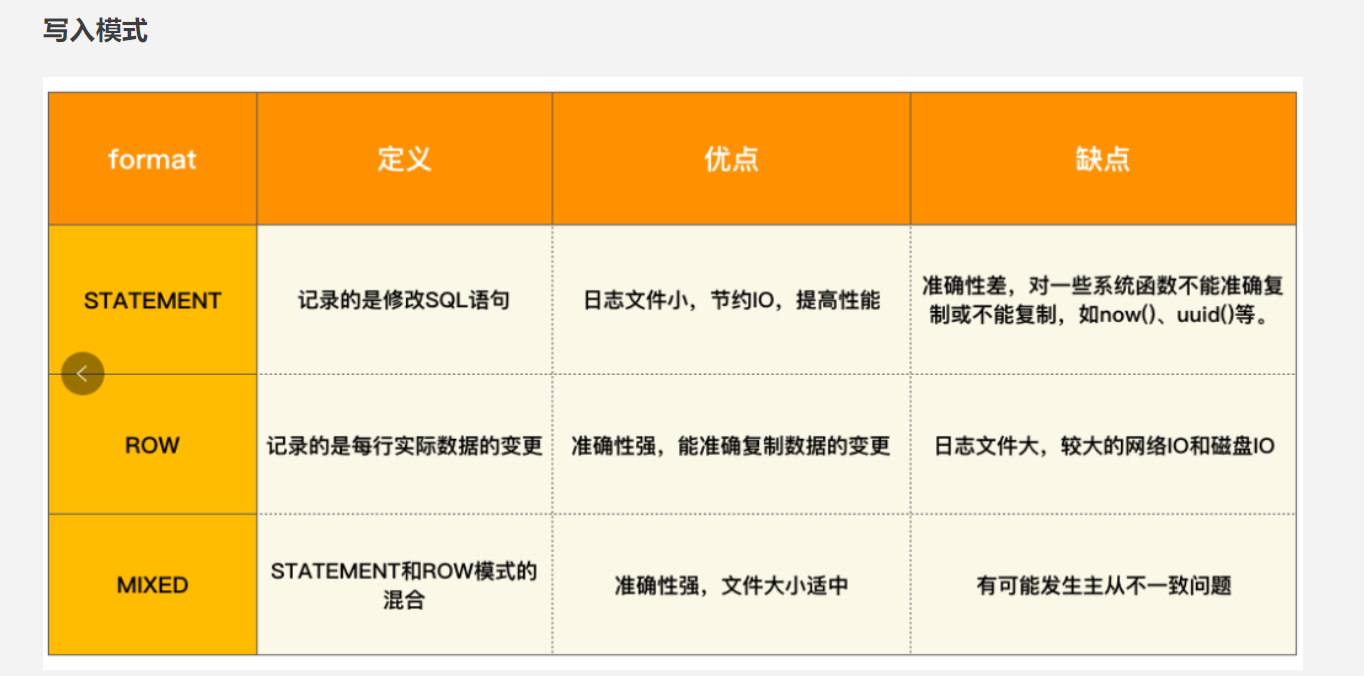 写入模式
format 定义 优点 缺点
STATEMENT 记录的是修改SQL语句 日志文件小，节约IO，提高性能 准确性差，对一些系统函数不能准确复
制或不能复制，如now()、uuid()等。
ROW 记录的是每行实际数据的变更 准确性强，能准确复制数据的变更 日志文件大，较大的网络IO和磁盘IO
MIXED STATEMENT和ROW模式的
混合 准确性强，文件大小适中 有可能发生主从不一致问题